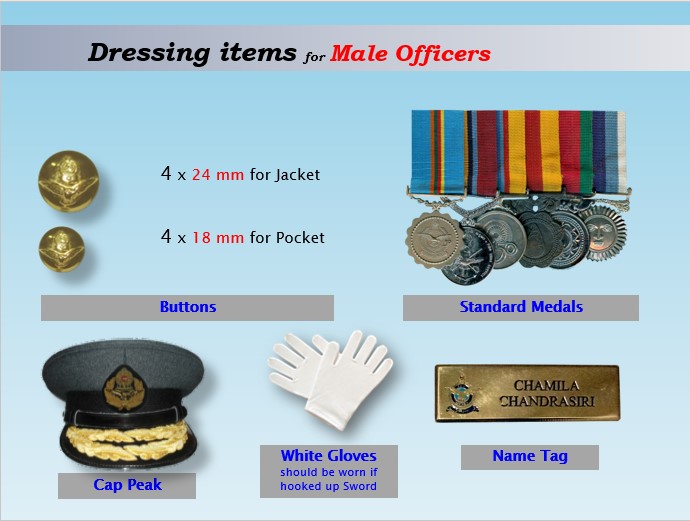 Dressing items for Male Officers
4 x 24 mm for Jacket
4 x 18 mm for Pocket
Buttons
Standard Medals
CHAMILA
CHANDRASIRI
Cap Peak
White Gloves
should be worn if
hooked up Sword
Name Tag